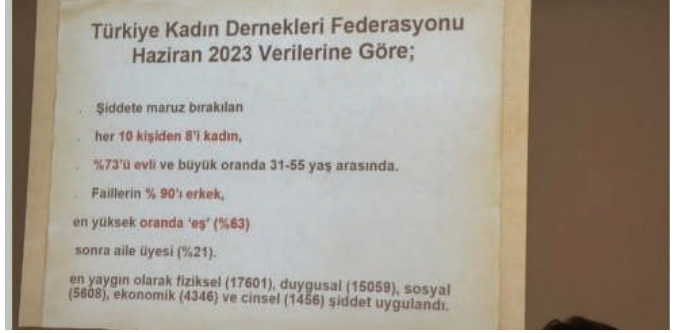 Türkiye Kadın Dernekleri Federasyonu
Haziran 2023 Verilerine Göre;
Şiddete maruz bırakılan
her 10 kişiden 8'i kadın,
%73'ü evli ve büyük oranda 31-55 yaş arasında.
Faillerin % 90'ı erkek,
en yüksek oranda 'eş' (%63)
sonra aile üyesi (%21).
en yaygın olarak fiziksel (17601), duygusal (15059), sosyal
(5608), ekonomik (4346) ve cinsel (1456) şiddet uygulandı.